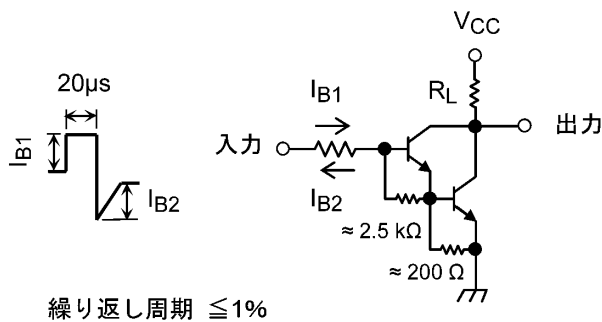 V_CC
20μs
I_B1
R_L
入力
出力
I_B1
I_B2
I_B2
≈ 2.5 kΩ
≈ 200 Ω
繰り返し周期 ≦1%